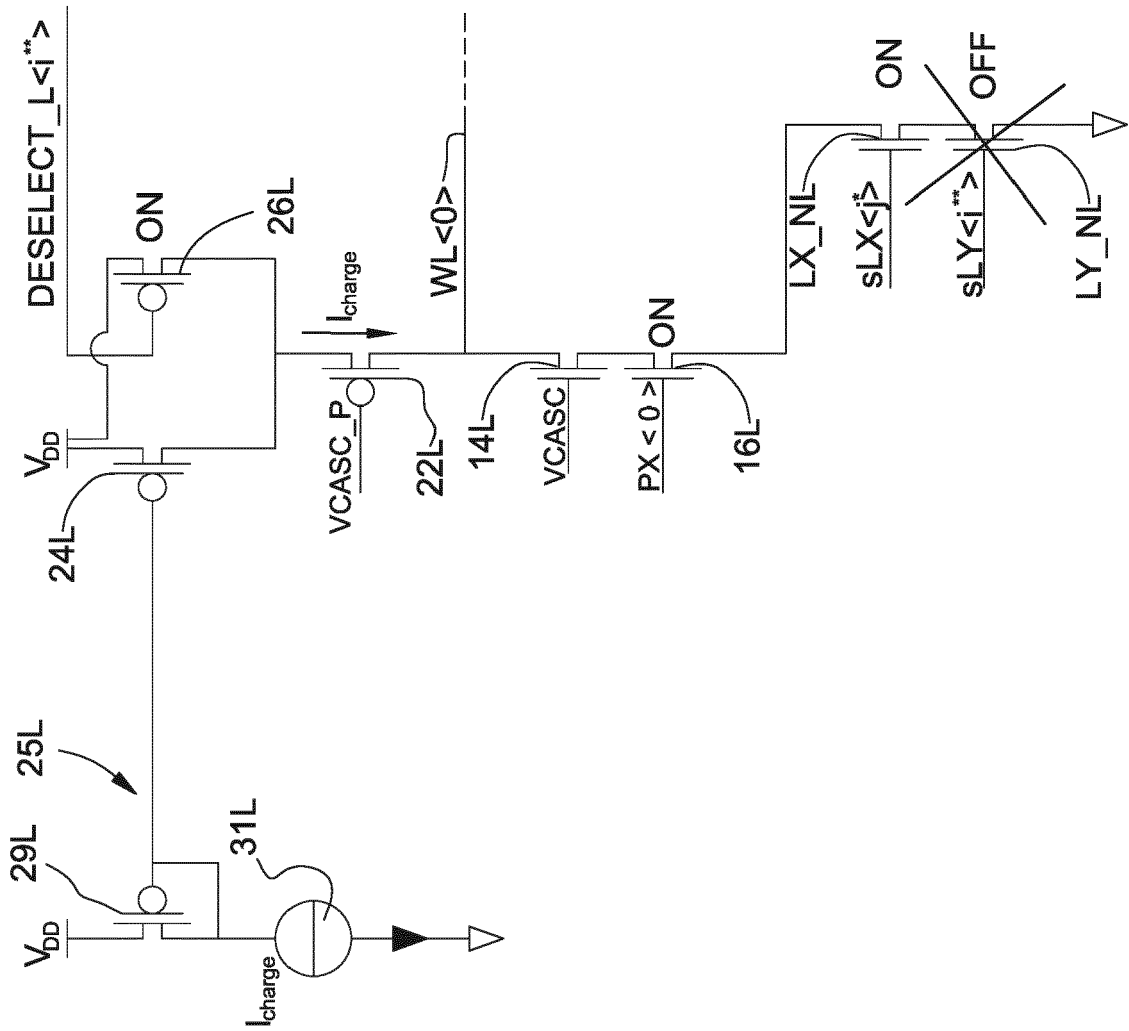 DESELECT_L<i**>
ON
26L
VDD
24L
Icharge
VCASC_P
22L
WL<0>
14L
VCASC
ON
PX < 0 >
16L
LX_NL
ON
sLX<j*>
OFF
sLY<i** >
LY_NL
25L
29L
VDD
31L
Icharge